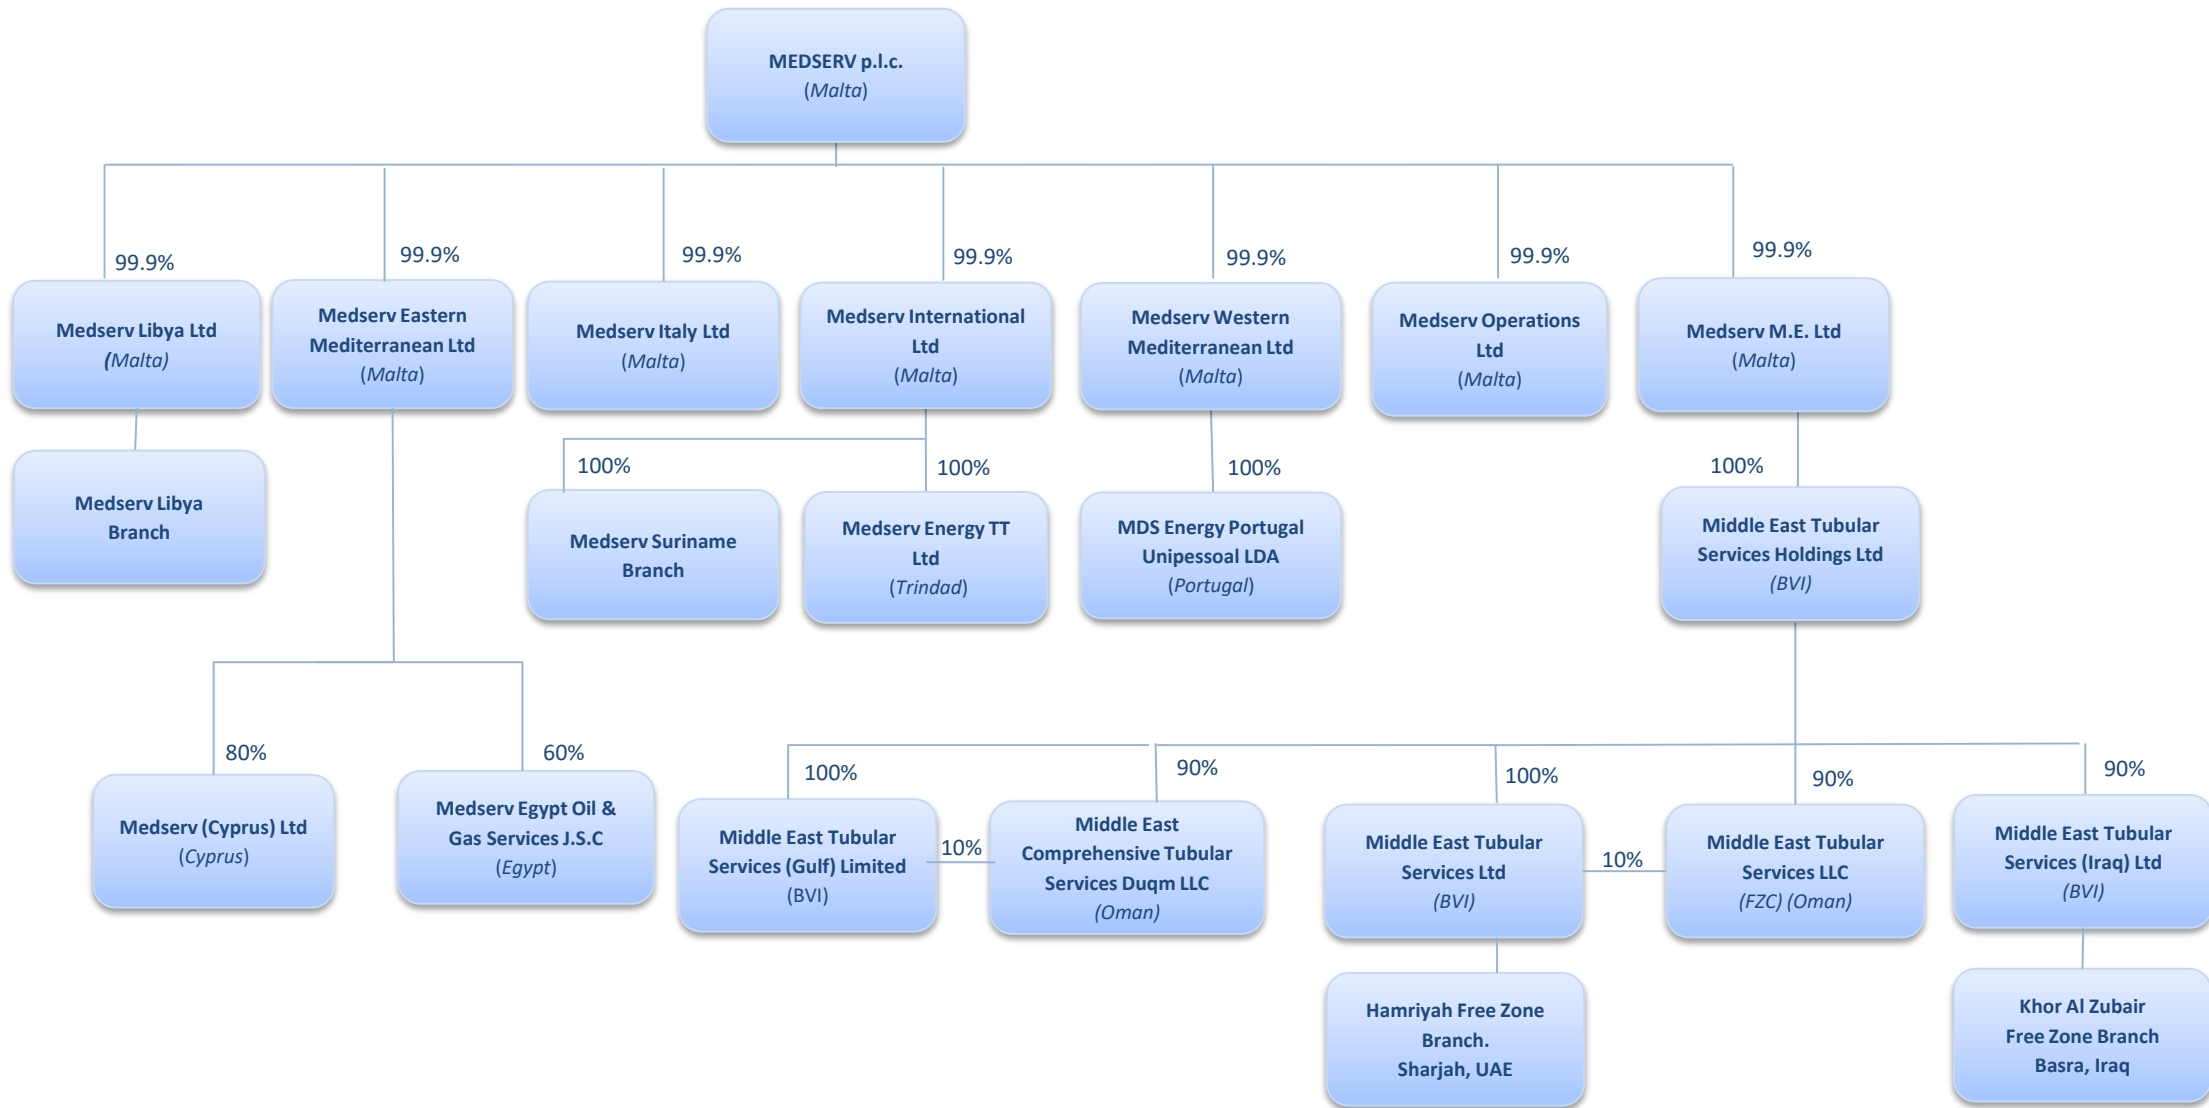 MEDSERV p.l.c.
(Malta)
99.9%
99.9%
99.9%
99.9%
99.9%
99.9%
99.9%
Medserv Libya Ltd
(Malta)
Medserv Eastern
Mediterranean Ltd
(Malta)
Medserv Italy Ltd
(Malta)
Medserv International
Ltd
(Malta)
Medserv Western
Mediterranean Ltd
(Malta)
Medserv Operations
Ltd
(Malta)
Medserv M.E. Ltd
(Malta)
100%
100%
100%
100%
Medserv Libya
Branch
Medserv Suriname
Branch
Medserv Energy TT
Ltd
(Trindad)
MDS Energy Portugal
Unipessoal LDA
(Portugal)
Middle East Tubular
Services Holdings Ltd
(BVI)
80%
60%
100%
90%
100%
90%
90%
Medserv (Cyprus) Ltd
(Cyprus)
Medserv Egypt Oil &
Gas Services J.S.C
(Egypt)
Middle East Tubular
Services (Gulf) Limited
(BVI)
10%
Middle East
Comprehensive Tubular
Services Duqm LLC
(Oman)
Middle East Tubular
Services Ltd
(BVI)
10%
Middle East Tubular
Services LLC
(FZC) (Oman)
Middle East Tubular
Services (Iraq) Ltd
(BVI)
Hamriyah Free Zone
Branch.
Sharjah, UAE
Khor Al Zubair
Free Zone Branch
Basra, Iraq